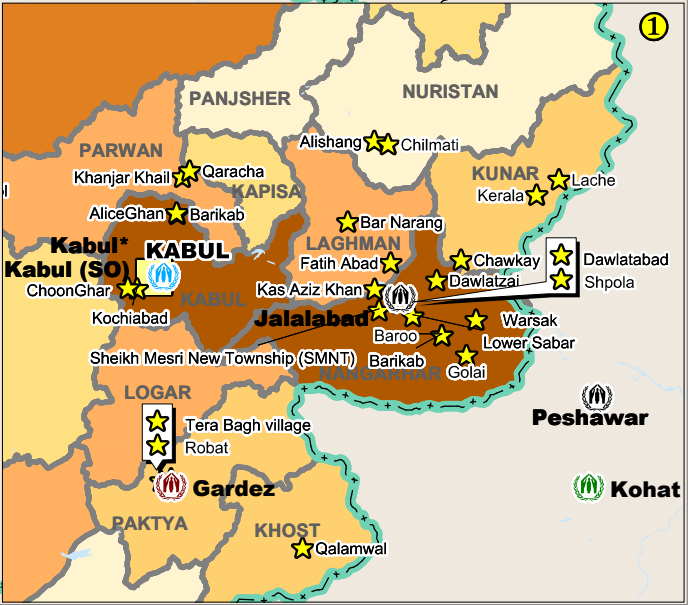 1
PANJSHER
NURISTAN
PARWAN
Alishang
Chilmati
Khanjar Khail
Qaracha
KAPISA
KUNAR
Lache
Kerala
AliceGhan
Barikab
Bar Narang
LAGHMAN
Kabul*
KABUL
Kabul (SO)
Fatih Abad
Chawkay
Dawlatabad
Dawlatzai
Shpola
ChoonGhar
KABUL
Kas Aziz Khan
Kochiabad
Jalalabad
Warsak
Baroo
Lower Sabar
Sheikh Mesri New Township (SMNT)
Barikab
Golai
NANGARHAR
LOGAR
Peshawar
Tera Bagh village
Robat
Gardez
Kohat
PAKTYA
KHOST
Qalamwal